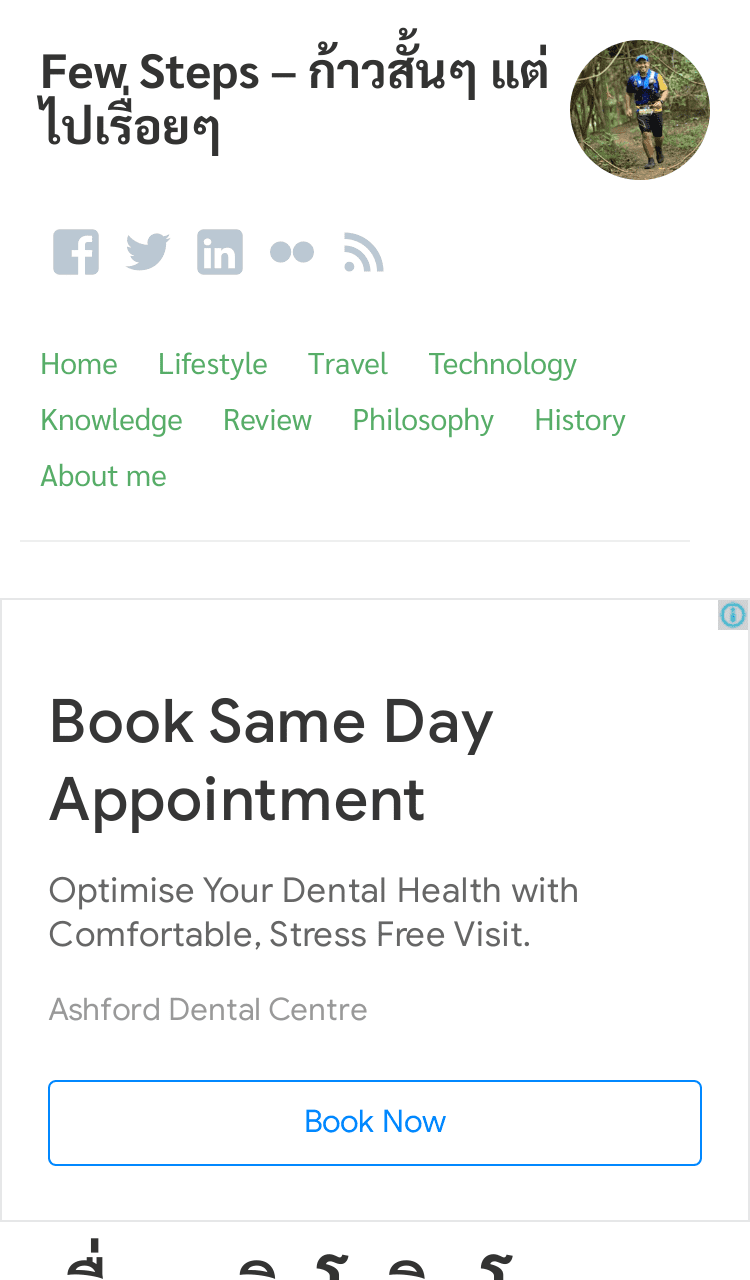 Few Steps – ก้าวสั้นๆ แต่
ไปเรื่อยๆ
Home Lifestyle Travel Technology
Knowledge Review Philosophy History
About me
Book Same Day
Appointment
Optimise Your Dental Health with
Comfortable, Stress Free Visit.
Ashford Dental Centre
Book Now